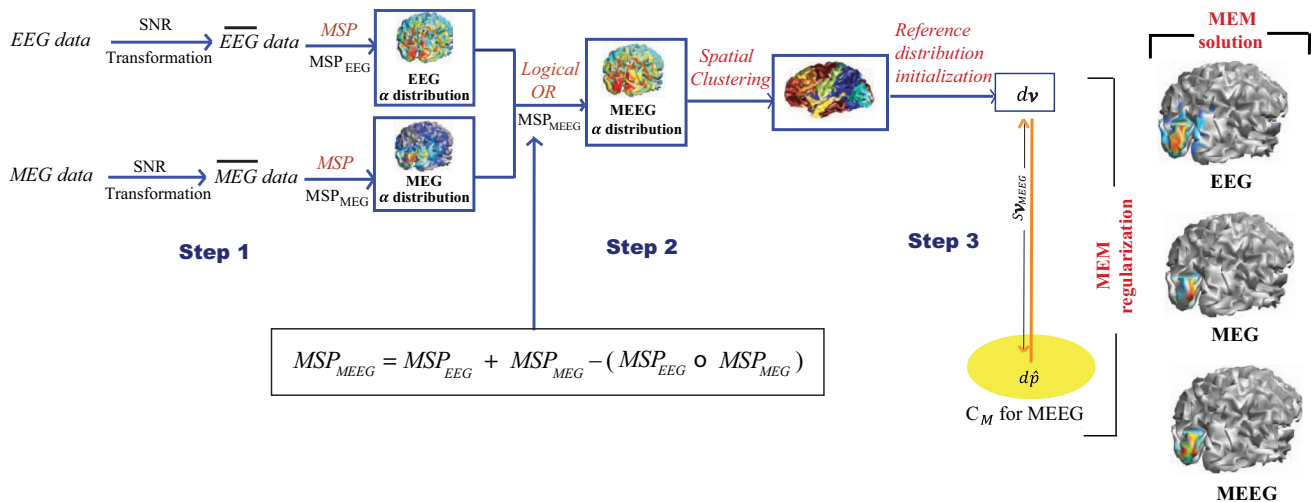 EEG data
SNR
Transformation
$\overline{EEG}$ data
MSP
MSP_EEG
EEG
α distribution
MEG data
SNR
Transformation
$\overline{MEG}$ data
MSP
MSP_MEG
MEG
α distribution
Logical
OR
MSP_MEEG
MEEG
α distribution
Spatial
Clustering
Reference
distribution
initialization
dν
Sν_MEEG
dp̂
C_M for MEEG
Step 1
Step 2
Step 3
MSP_MEEG = MSP_EEG + MSP_MEG − ( MSP_EEG o MSP_MEG )
MEM
regularization
MEM
solution
EEG
MEG
MEEG